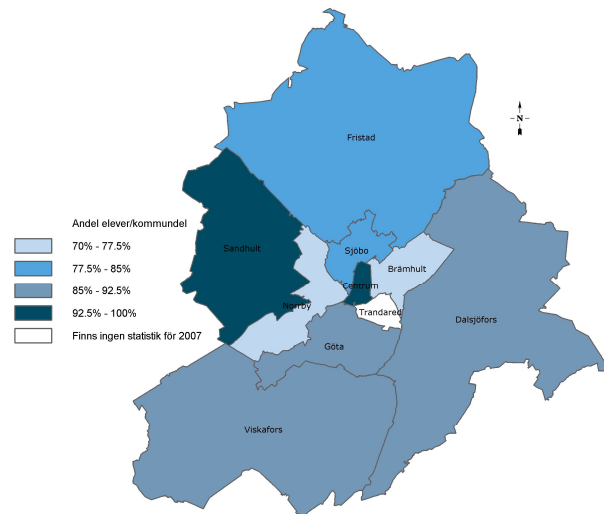 N
Fristad
Andel elever/kommundel
70% - 77.5%
77.5% - 85%
85% - 92.5%
92.5% - 100%
Finns ingen statistik för 2007
Sandhult
Sjöbo
Brämhult
Centrum
Norrby
Trandared
Dalsjöfors
Göta
Viskafors